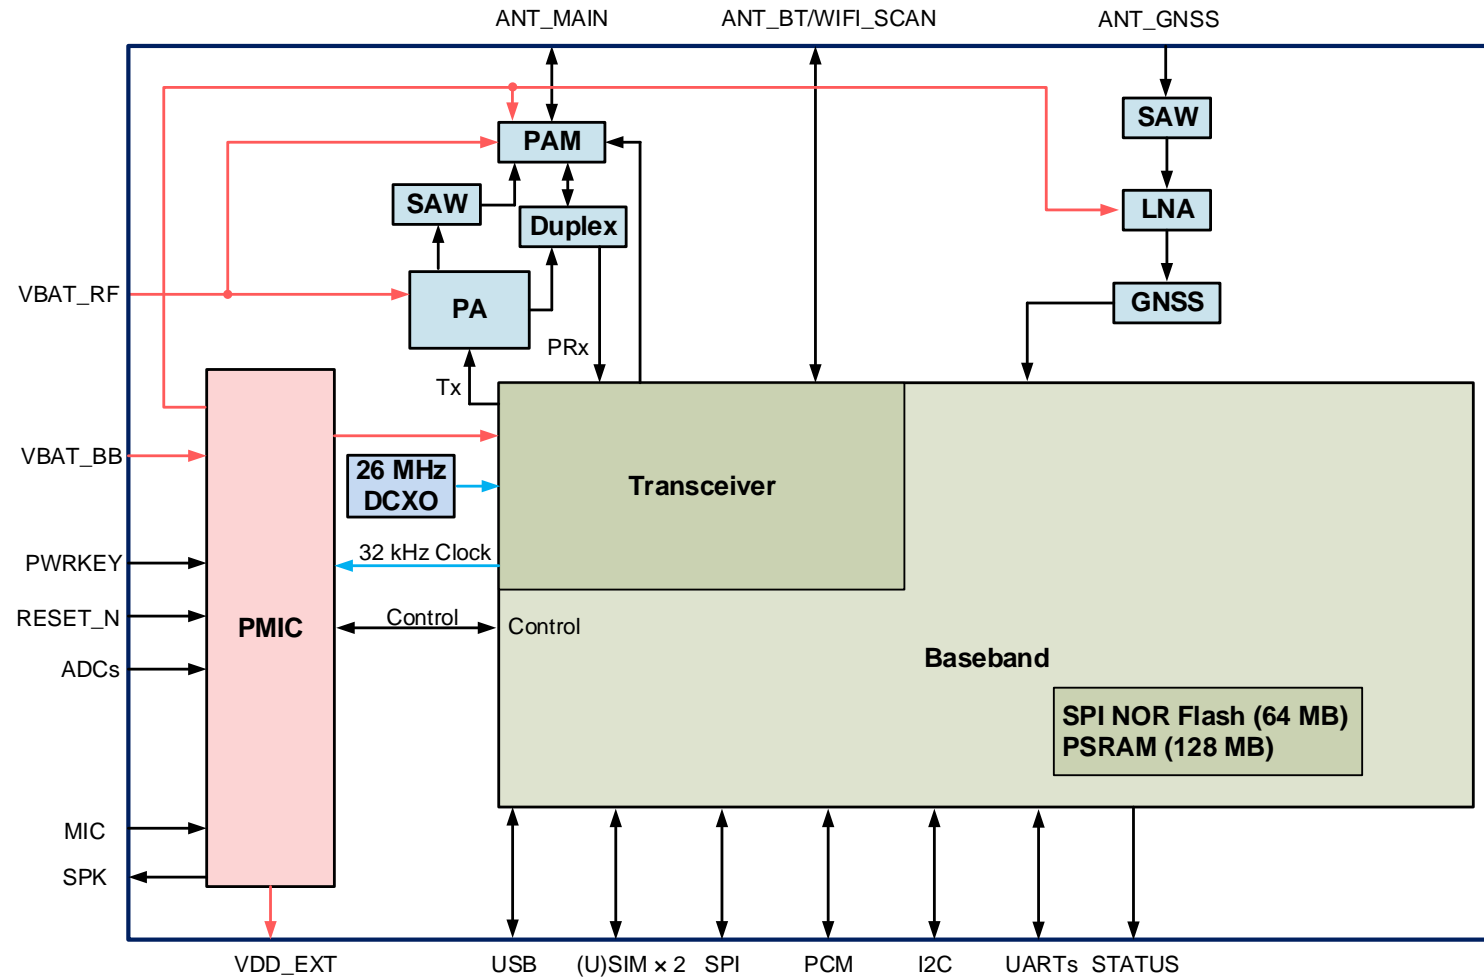 ANT_MAIN
ANT_BT/WIFI_SCAN
ANT_GNSS
SAW
PAM
SAW
LNA
Duplex
VBAT_RF
PA
GNSS
PRx
Tx
VBAT_BB
26 MHz
DCXO
Transceiver
PWRKEY
32 kHz Clock
RESET_N
PMIC
Control
Control
ADCs
Baseband
SPI NOR Flash (64 MB)
PSRAM (128 MB)
MIC
SPK
VDD_EXT
USB
(U)SIM × 2
SPI
PCM
I2C
UARTs
STATUS